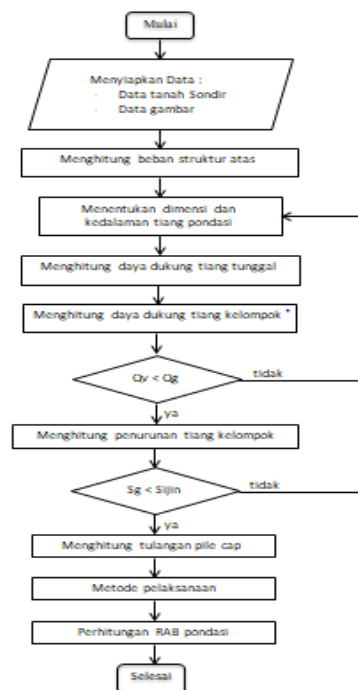 Mulai
Menyiapkan Data :
· Data tanah Sondir
· Data gambar
Menghitung beban struktur atas
Menentukan dimensi dan
kedalaman tiang pondasi
Menghitung daya dukung tiang tunggal
Menghitung daya dukung tiang kelompok *
Qv < Qg
tidak
ya
Menghitung penurunan tiang kelompok
Sg < Sijin
tidak
ya
Menghitung tulangan pile cap
Metode pelaksanaan
Perhitungan RAB pondasi
Selesai